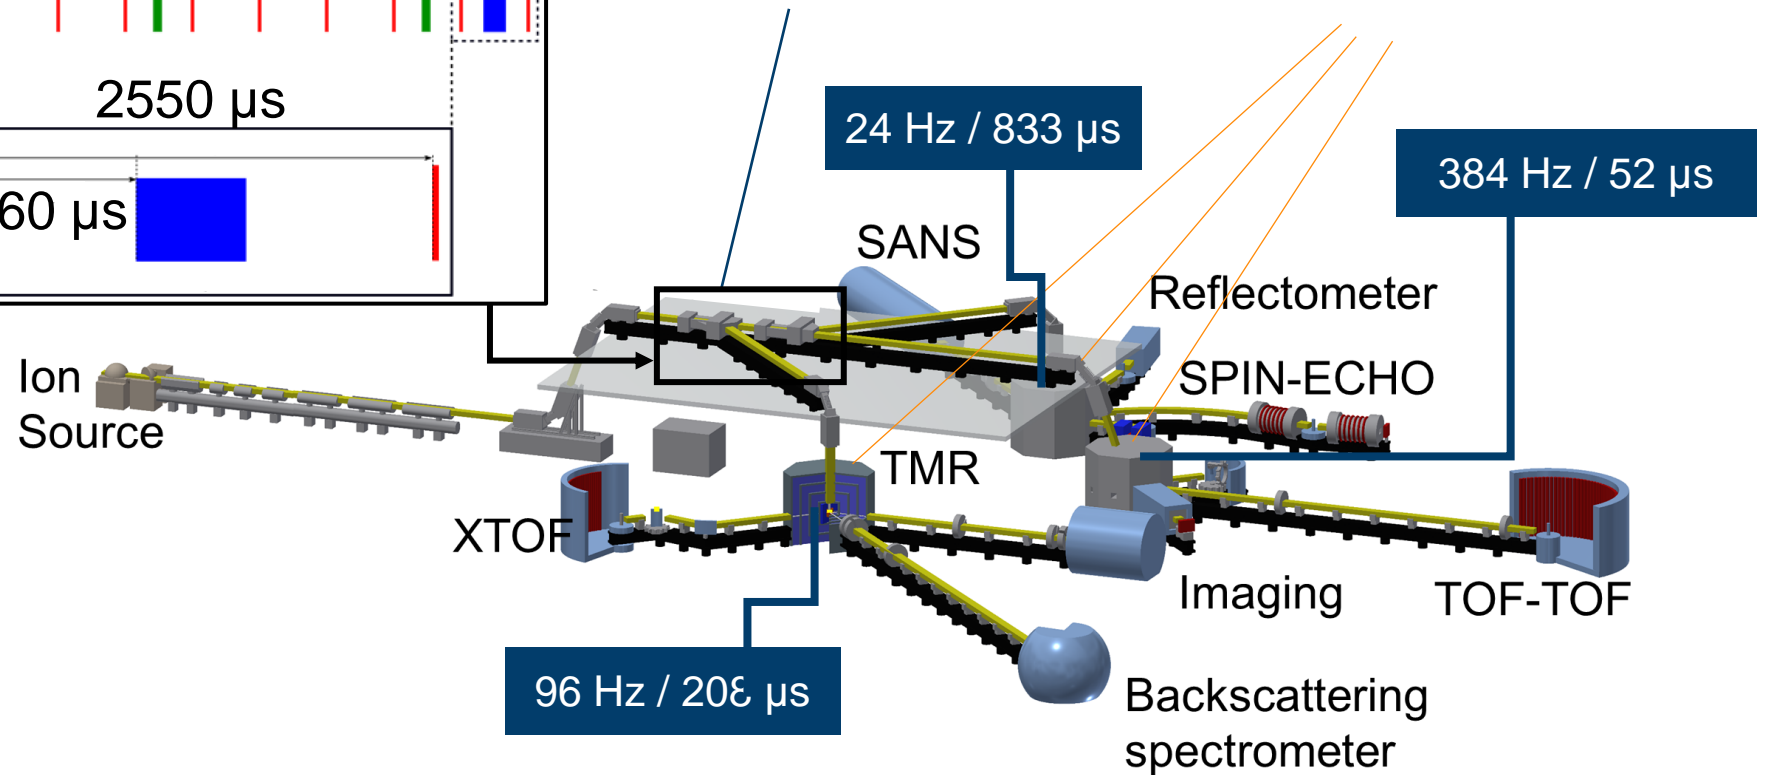 2550 µs
60 µs
24 Hz / 833 µs
384 Hz / 52 µs
SANS
Reflectometer
Ion
Source
SPIN-ECHO
TMR
XTOF
Imaging
TOF-TOF
96 Hz / 208 µs
Backscattering
spectrometer